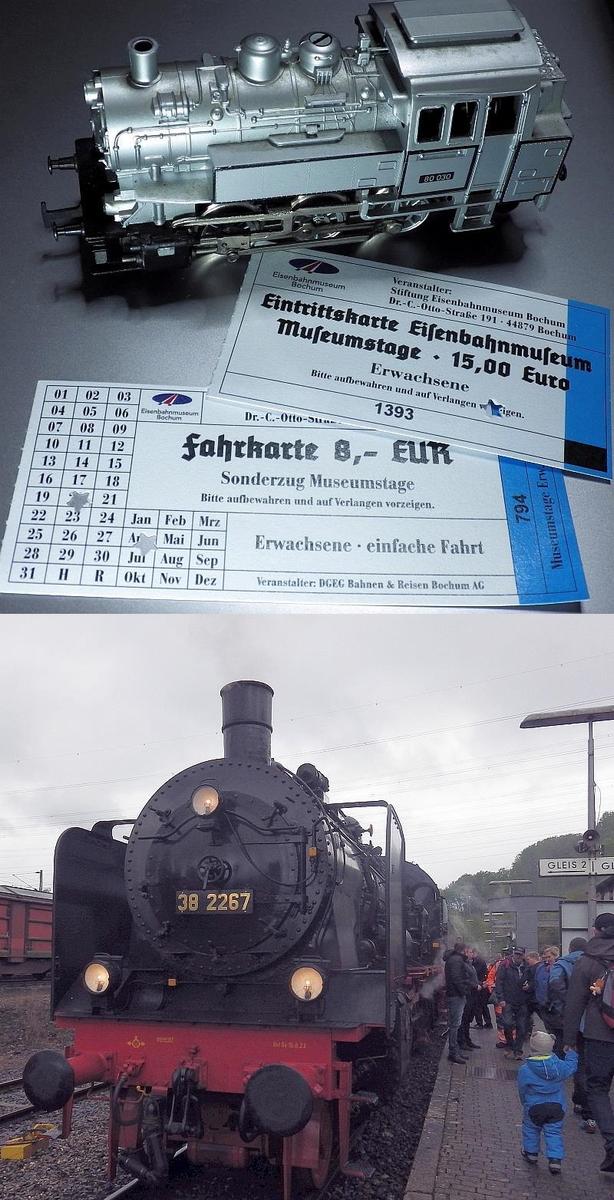 80 030
Eisenbahnmuseum
Bochum
Veranstalter:
Stiftung Eisenbahnmuseum Bochum
Dr.-C.-Otto-Straße 191 · 44879 Bochum
Eintrittskarte Eisenbahnmuseum
Museumstage · 15,00 Euro
Erwachsene
Bitte aufbewahren und auf Verlangen
1393
01 02 03
04 05 06
07 08 09
10 11 12
13 14 15
16 17 18
19 21
22 23 24 Jan Feb Mrz
25 26 27 Mai Jun
28 29 30 Jul Aug Sep
31 H R Okt Nov Dez
Eisenbahnmuseum
Bochum
Dr.-C.-Otto-
Fahrkarte 8,- EUR
Sonderzug Museumstage
Bitte aufbewahren und auf Verlangen vorzeigen.
Erwachsene · einfache Fahrt
Veranstalter: DGEG Bahnen & Reisen Bochum AG
794
Museumstage
38 2267
GLEIS 2